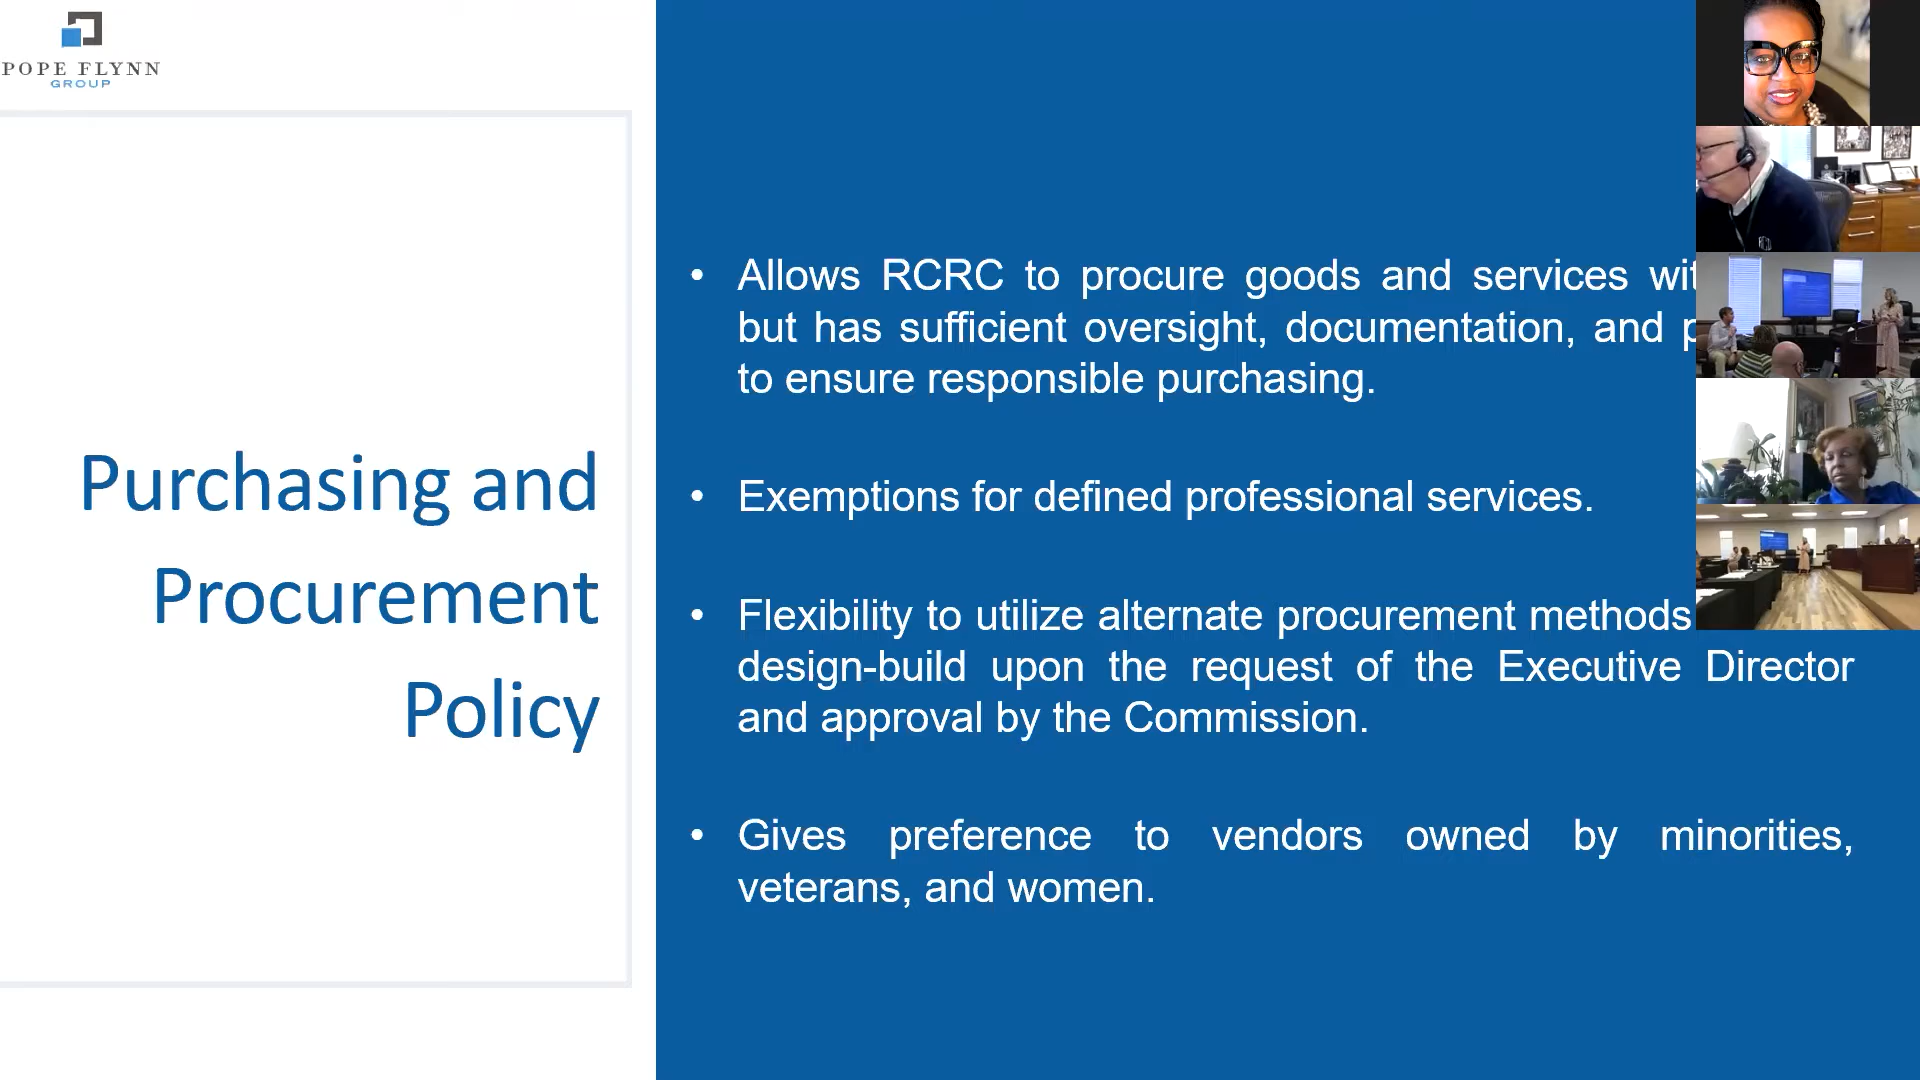 POPE FLYNN
GROUP
Purchasing and
Procurement
Policy
• Allows RCRC to procure goods and services
but has sufficient oversight, documentation, and
to ensure responsible purchasing.
• Exemptions for defined professional services.
• Flexibility to utilize alternate procurement methods
design-build upon the request of the Executive Director
and approval by the Commission.
• Gives preference to vendors owned by minorities,
veterans, and women.